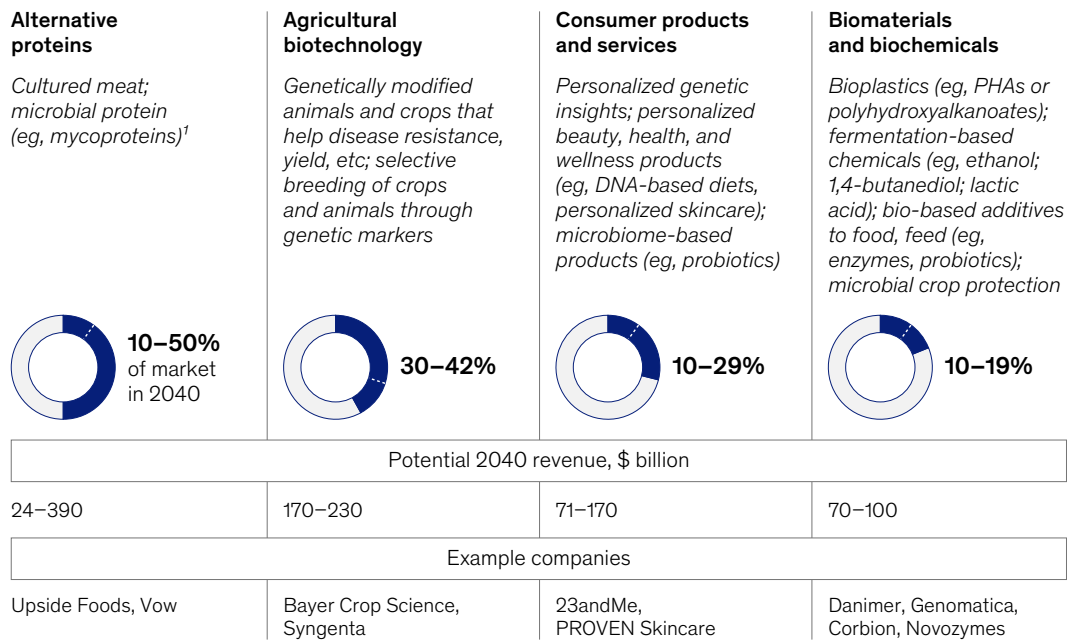 Alternative
proteins
Cultured meat;
microbial protein
(eg, mycoproteins)¹
10–50%
of market
in 2040
Agricultural
biotechnology
Genetically modified
animals and crops that
help disease resistance,
yield, etc; selective
breeding of crops
and animals through
genetic markers
30–42%
Consumer products
and services
Personalized genetic
insights; personalized
beauty, health, and
wellness products
(eg, DNA-based diets,
personalized skincare);
microbiome-based
products (eg, probiotics)
10–29%
Biomaterials
and biochemicals
Bioplastics (eg, PHAs or
polyhydroxyalkanoates);
fermentation-based
chemicals (eg, ethanol;
1,4-butanediol; lactic
acid); bio-based additives
to food, feed (eg,
enzymes, probiotics);
microbial crop protection
10–19%
Potential 2040 revenue, $ billion
24–390
170–230
71–170
70–100
Example companies
Upside Foods, Vow
Bayer Crop Science,
Syngenta
23andMe,
PROVEN Skincare
Danimer, Genomatica,
Corbion, Novozymes